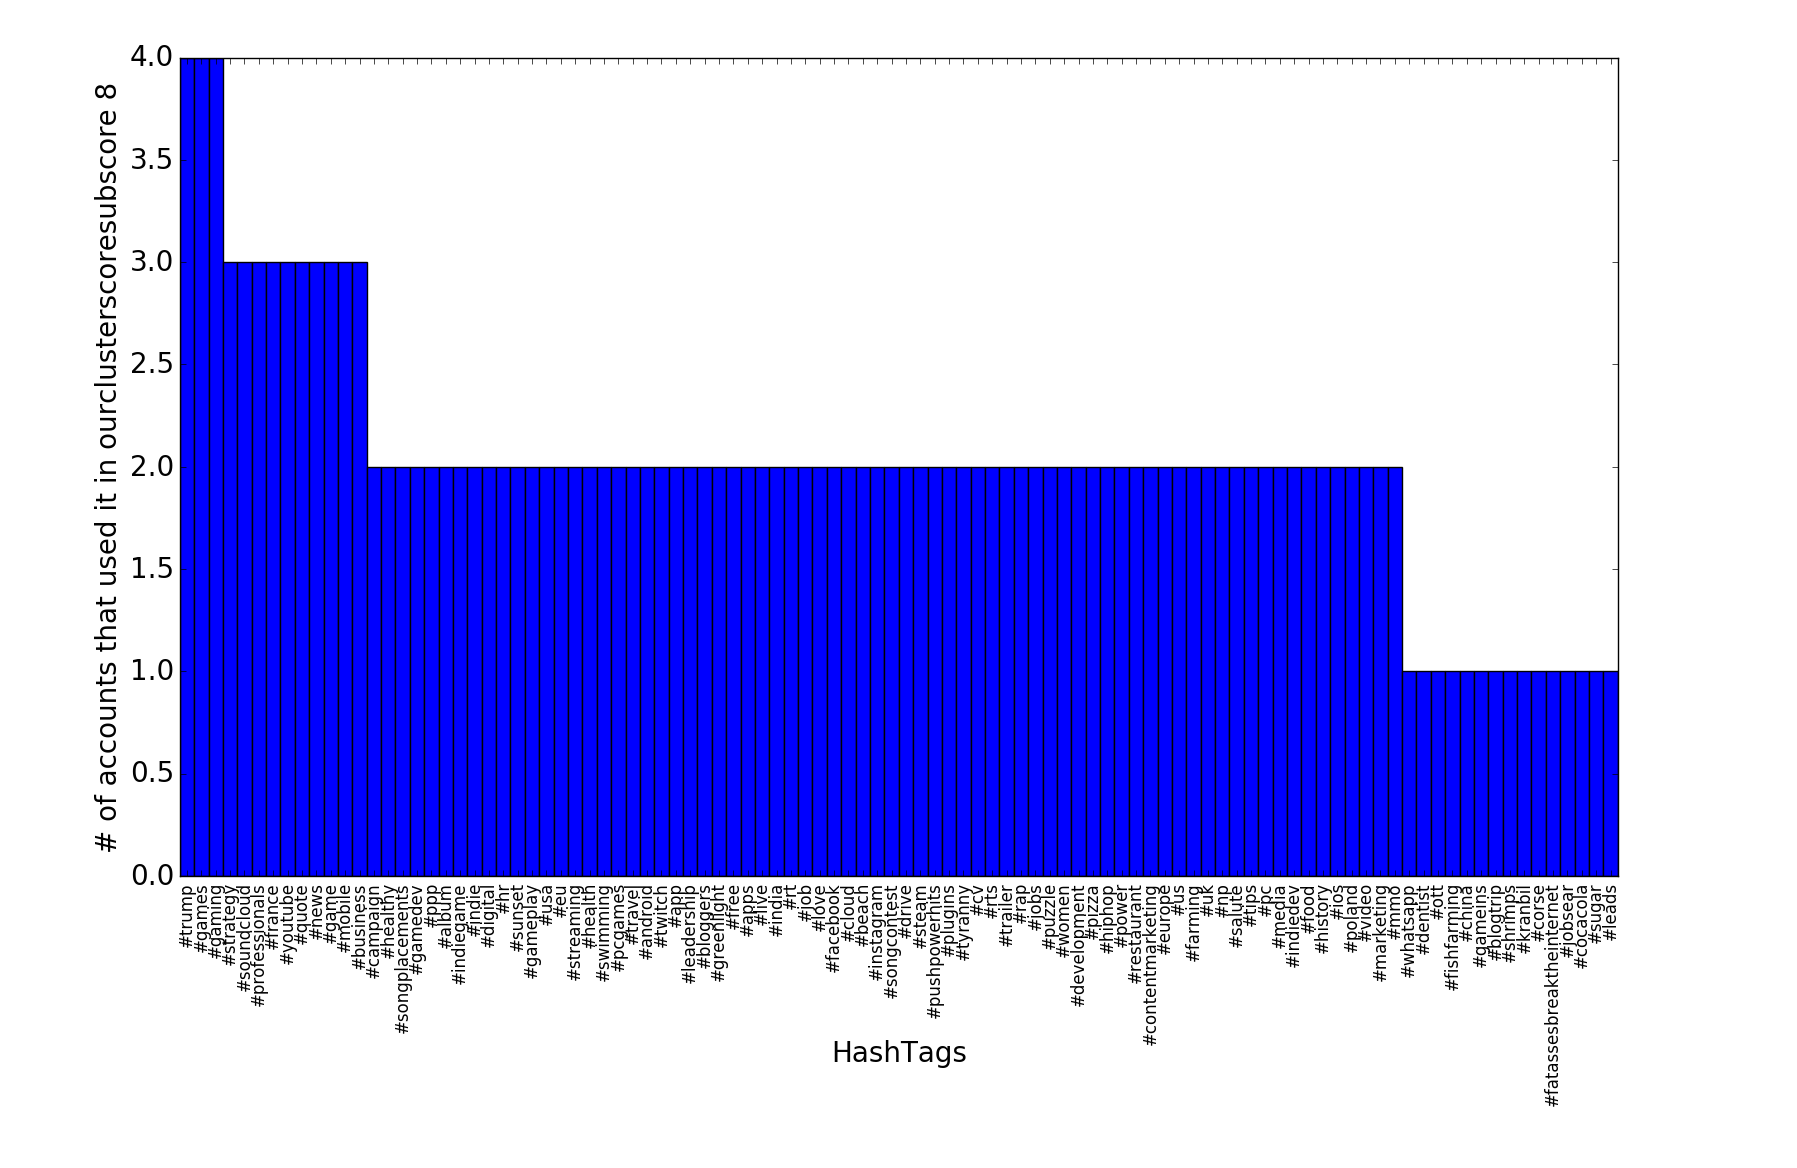 # of accounts that used it in ourclusterscoresubscore 8
4.0
3.5
3.0
2.5
2.0
1.5
1.0
0.5
0.0
#trump
#games
#gaming
#strategy
#soundcloud
#professionals
#france
#youtube
#quote
#news
#game
#mobile
#business
#campaign
#healthy
#songplacements
#gamedev
#ppp
#album
#indiegame
#indie
#digital
#hr
#sunset
#gameplay
#usa
#eu
#streaming
#health
#swimming
#pcgames
#travel
#android
#twitch
#app
#leadership
#bloggers
#greenlight
#free
#apps
#live
#india
#rt
#job
#love
#facebook
#cloud
#beach
#instagram
#songcontest
#drive
#steam
#pushpowerhits
#plugins
#tyranny
#cv
#rts
#trailer
#rap
#jobs
#puzzle
#women
#development
#pizza
#hiphop
#power
#restaurant
#contentmarketing
#europe
#us
#farming
#uk
#np
#salute
#tips
#pc
#media
#indiedev
#food
#history
#ios
#poland
#video
#marketing
#mmo
#whatsapp
#dentist
#ott
#fishfarming
#china
#gameins
#blogtrip
#shrimps
#kranbil
#corse
#fatassesbreaktheinternet
#jobsear
#cocacola
#sugar
#leads
HashTags